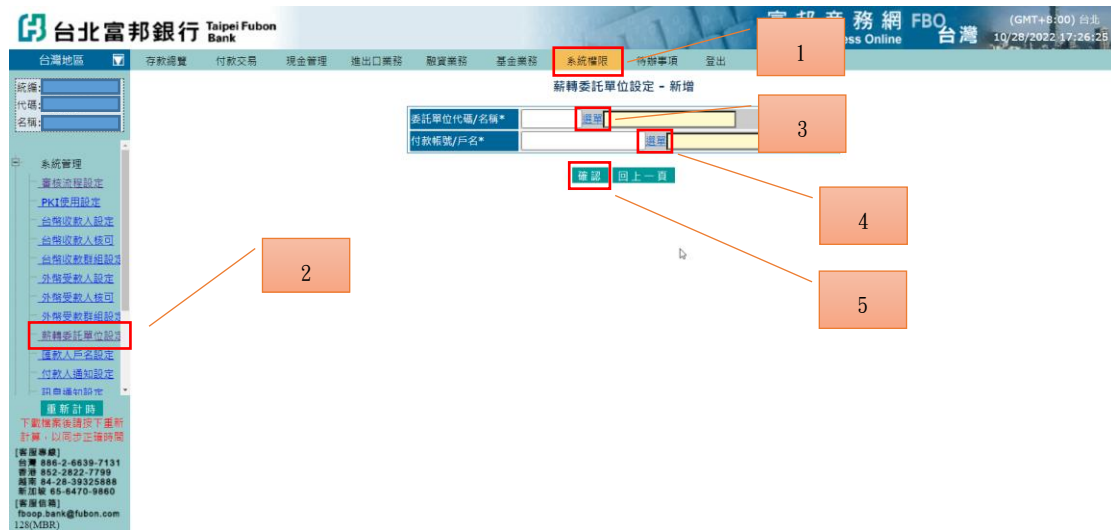 台北富邦銀行 Taipei Fubon Bank
務網 FBO台灣
ess Online
(GMT+8:00) 台北
10/28/2022 17:26:25
台灣地區
存款總覽 付款交易 現金管理 進出口業務 融資業務 基金業務 系統權限 待辦事項 登出
1
統編:
代碼:
名稱:
薪轉委託單位設定 - 新增
委託單位代碼/名稱* 選單
3
付款帳號/戶名* 選單
確認 回上一頁
4
2
5
系統管理
審核流程設定
PKI使用設定
台幣收款人設定
台幣收款人核可
台幣收款群組設定
外幣受款人設定
外幣受款人核可
外幣受款群組設定
薪轉委託單位設定
匯款人戶名設定
付款人通知設定
訊息通知設定
重新計時
下載檔案後請按下重新
計算，以同步正確時間
[客服專線]
台灣 886-2-6639-7131
香港 852-2822-7799
越南 84-28-39325888
新加坡 65-6470-9860
[客服信箱]
fboop.bank@fubon.com
128(MBR)